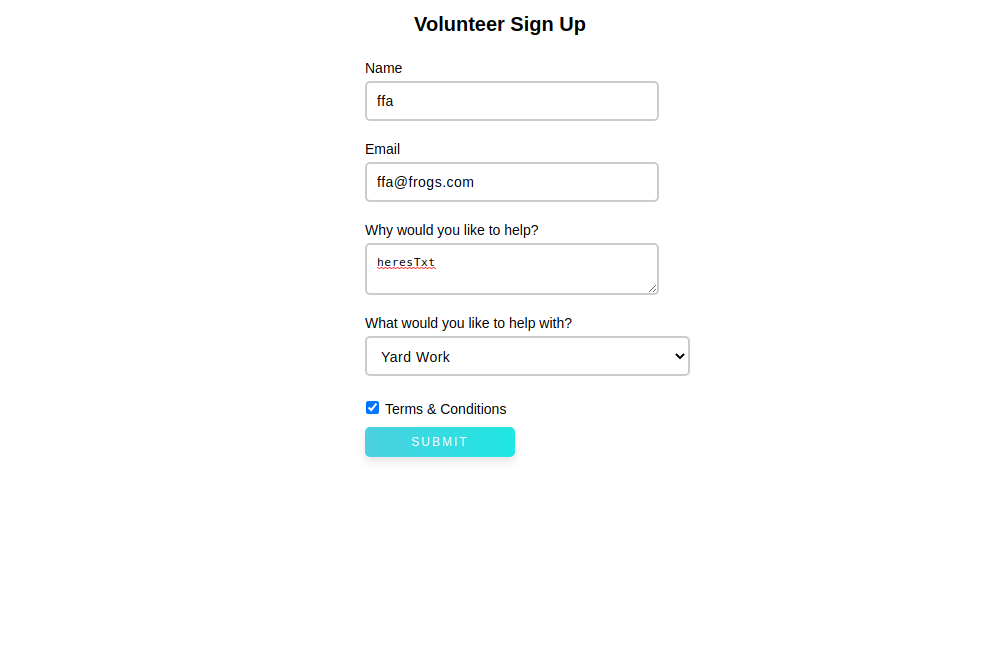 Volunteer Sign Up
Name
ffa
Email
ffa@frogs.com
Why would you like to help?
heresTxt
What would you like to help with?
Yard Work
Terms & Conditions
SUBMIT